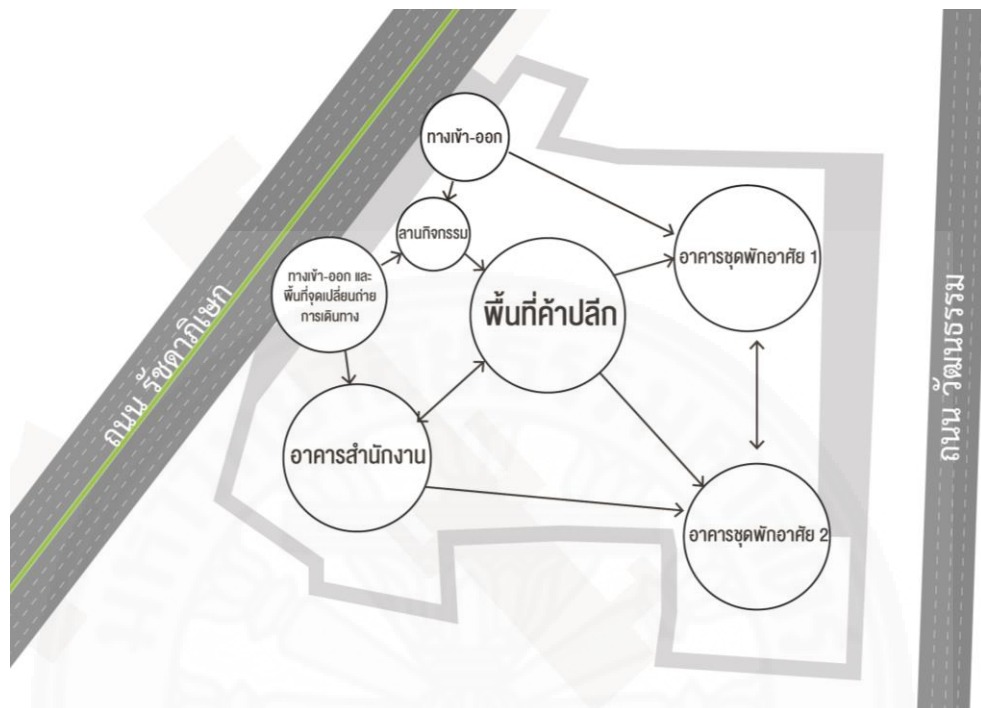 ทางเข้า-ออก
ลานกิจกรรม
ทางเข้า-ออก และ
พื้นที่จุดเปลี่ยนถ่าย
การเดินทาง
พื้นที่ค้าปลีก
อาคารชุดพักอาศัย 1
อาคารสำนักงาน
อาคารชุดพักอาศัย 2
ถนน รัชดาภิเษก
ถนน วัฒนธรรม